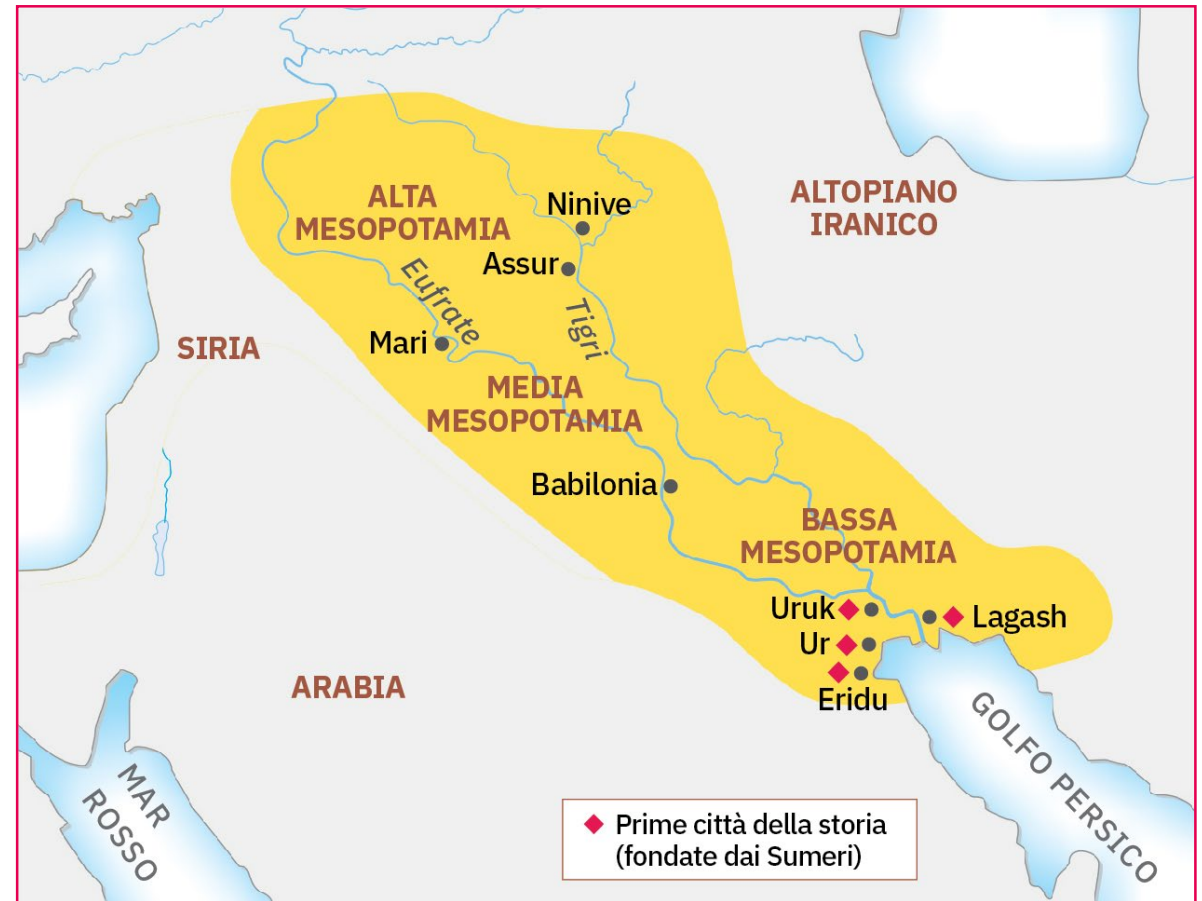 ALTA
MESOPOTAMIA
Ninive
ALTOPIANO
IRANICO
Assur
Eufrate
Tigri
Mari
SIRIA
MEDIA
MESOPOTAMIA
Babilonia
BASSA
MESOPOTAMIA
Uruk
Lagash
Ur
Eridu
ARABIA
GOLFO PERSICO
MAR
ROSSO
Prime città della storia
(fondate dai Sumeri)